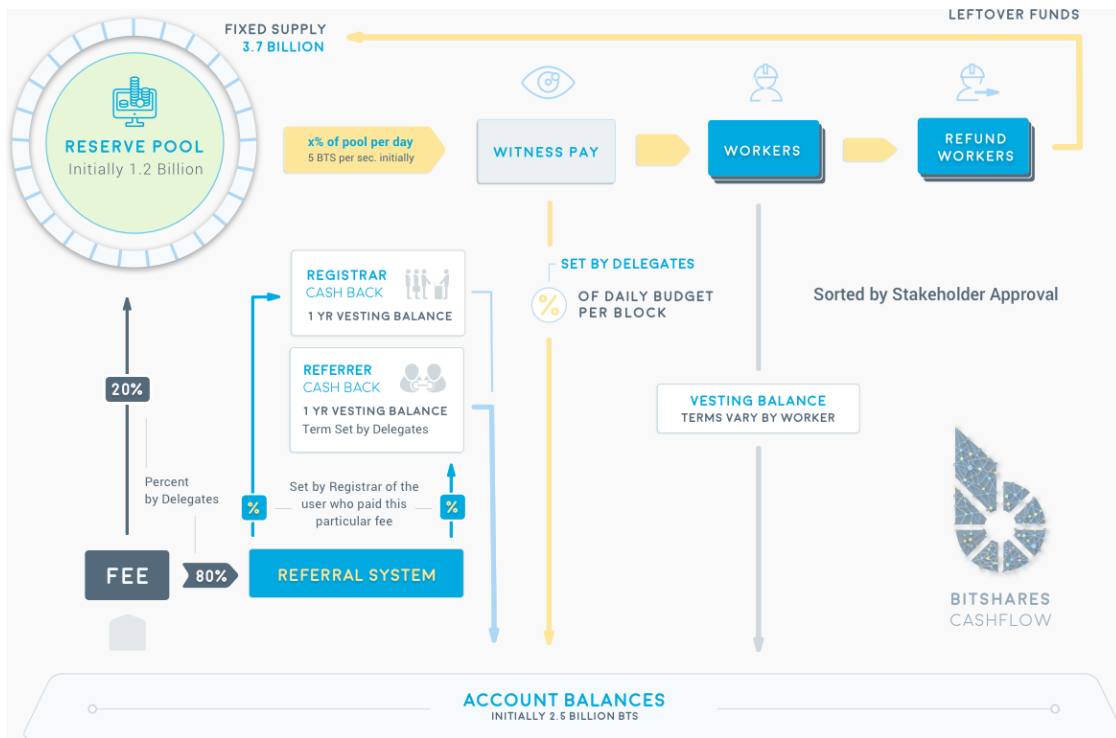 LEFTOVER FUNDS
FIXED SUPPLY
3.7 BILLION
RESERVE POOL
Initially 1.2 Billion
x% of pool per day
5 BTS per sec. initially
WITNESS PAY
WORKERS
REFUND
WORKERS
REGISTRAR
CASH BACK
1 YR VESTING BALANCE
REFERRER
CASH BACK
1 YR VESTING BALANCE
Term Set by Delegates
SET BY DELEGATES
%
OF DAILY BUDGET
PER BLOCK
Sorted by Stakeholder Approval
VESTING BALANCE
TERMS VARY BY WORKER
20%
Percent
by Delegates
%
Set by Registrar of the
user who paid this
particular fee
%
FEE
80%
REFERRAL SYSTEM
BITSHARES
CASHFLOW
ACCOUNT BALANCES
INITIALLY 2.5 BILLION BTS